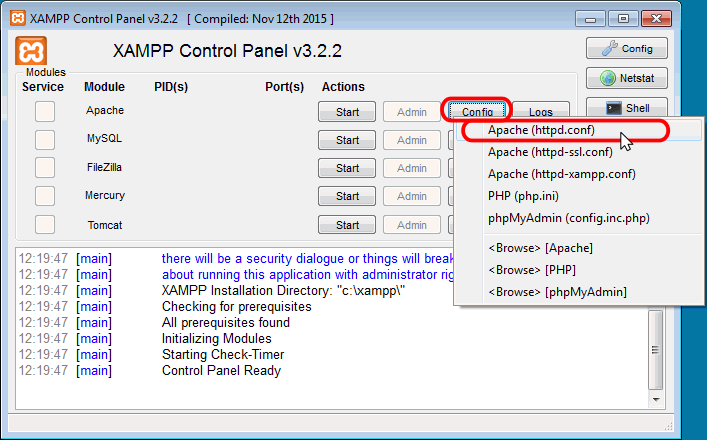 XAMPP Control Panel v3.2.2 [ Compiled: Nov 12th 2015 ]
XAMPP Control Panel v3.2.2
Config
Netstat
Shell
Modules
Service Module PID(s) Port(s) Actions
Apache Start Admin Config Logs
MySQL Start Admin
FileZilla Start Admin
Mercury Start Admin
Tomcat Start Admin
Apache (httpd.conf)
Apache (httpd-ssl.conf)
Apache (httpd-xampp.conf)
PHP (php.ini)
phpMyAdmin (config.inc.php)
<Browse> [Apache]
<Browse> [PHP]
<Browse> [phpMyAdmin]
12:19:47 [main] there will be a security dialogue or things will break
12:19:47 [main] about running this application with administrator
12:19:47 [main] XAMPP Installation Directory: "c:\xampp\"
12:19:47 [main] Checking for prerequisites
12:19:47 [main] All prerequisites found
12:19:47 [main] Initializing Modules
12:19:47 [main] Starting Check-Timer
12:19:47 [main] Control Panel Ready